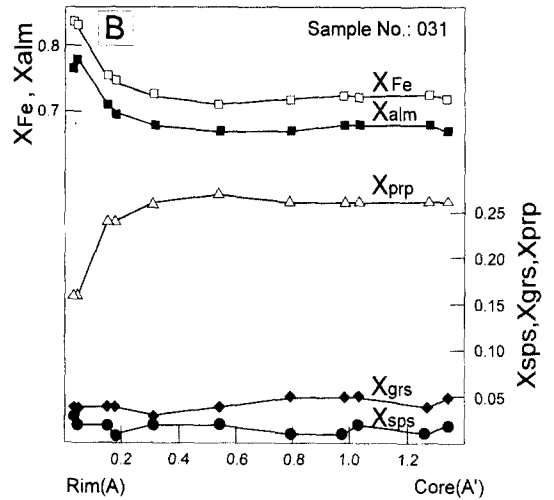 B
Sample No.: 031
XFe , Xalm
0.8
0.7
XFe
Xalm
Xprp
Xgrs
Xsps
0.25
0.20
0.15
0.10
0.05
Xsps,Xgrs,Xprp
0.2
0.4
0.6
0.8
1.0
1.2
Rim(A)
Core(A')